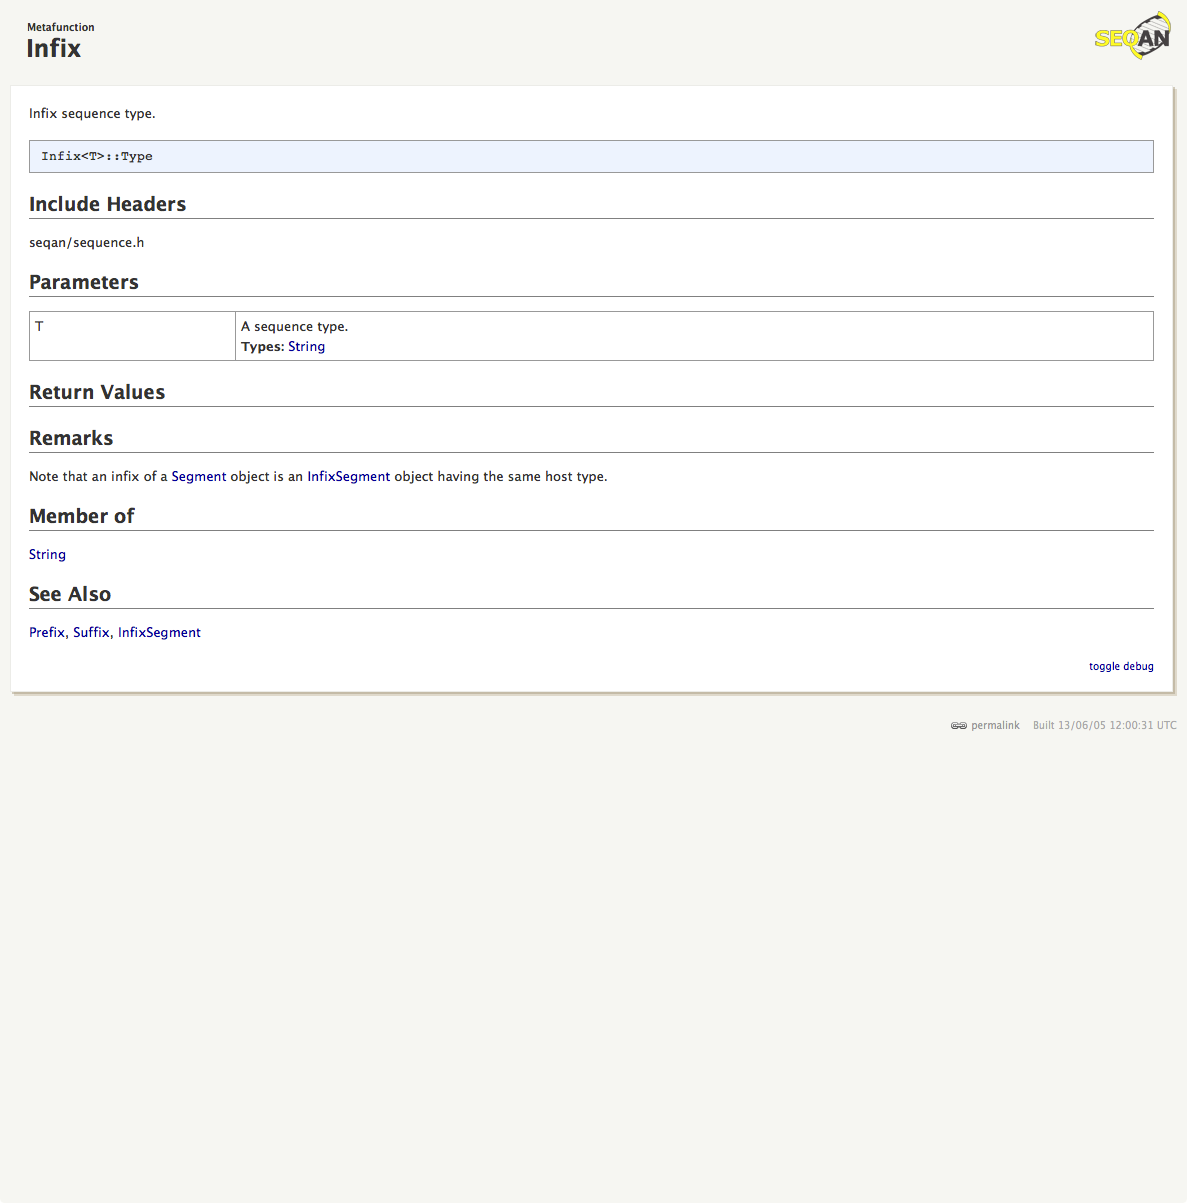 Metafunction
Infix
SEQAN
Infix sequence type.
Infix<T>::Type
Include Headers
seqan/sequence.h
Parameters
T
A sequence type.
Types: String
Return Values
Remarks
Note that an infix of a Segment object is an InfixSegment object having the same host type.
Member of
String
See Also
Prefix, Suffix, InfixSegment
toggle debug
permalink Built 13/06/05 12:00:31 UTC